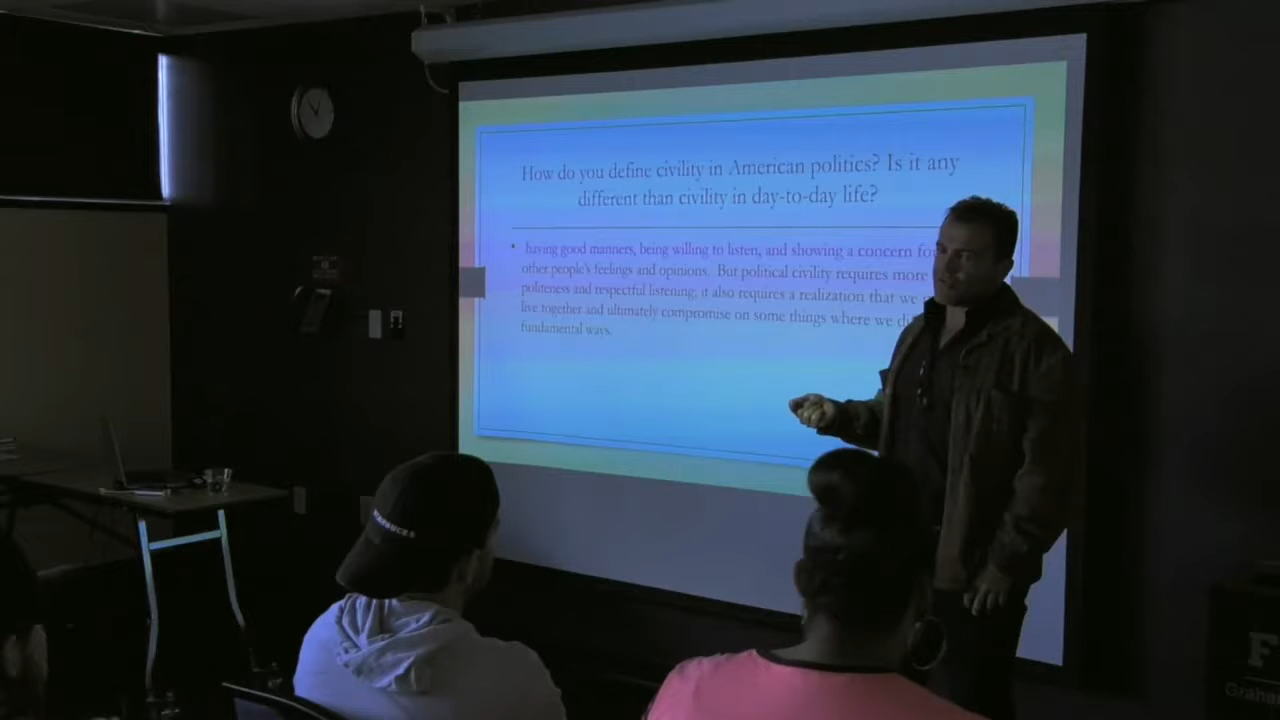 How do you define civility in American politics? Is it any
different than civility in day-to-day life?
• having good manners, being willing to listen, and showing a concern for
other people's feelings and opinions. But political civility requires more
politeness and respectful listening; it also requires a realization that we
live together and ultimately compromise on some things where we
fundamental ways.
STARBUCKS